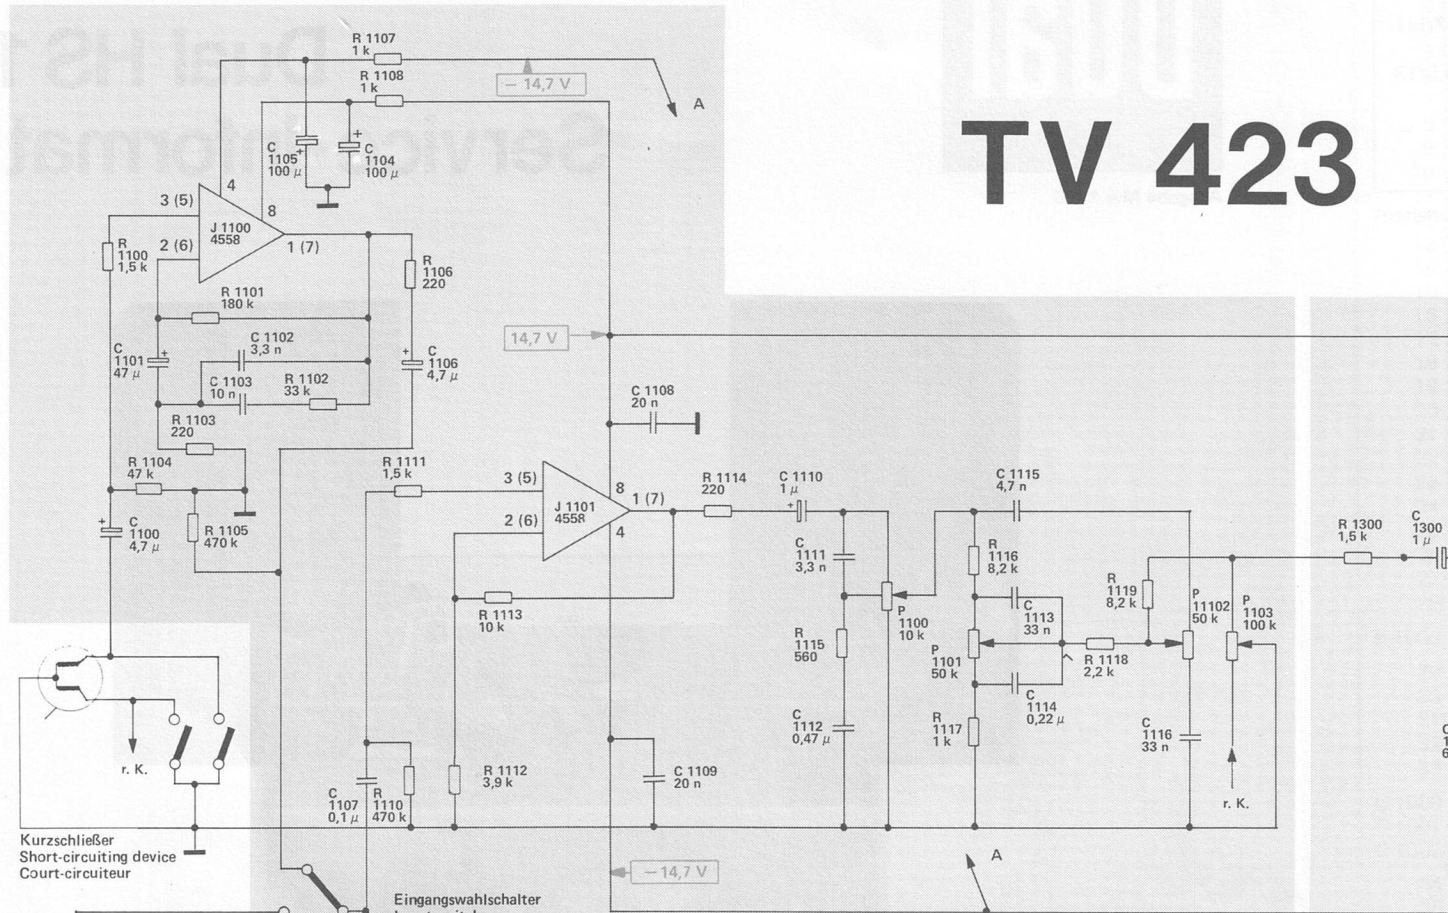 TV 423
R 1107
1 k
R 1108
1 k
− 14,7 V
A
C
1105
100 μ
+
C
1104
100 μ
+
4
3 (5)
8
J 1100
4558
2 (6)
1 (7)
R
1100
1,5 k
R
1106
220
R 1101
180 k
14,7 V
C
1101
47 μ
+
C 1102
3,3 n
C
1106
4,7 μ
+
C 1103
10 n
R 1102
33 k
C 1108
20 n
R 1103
220
R 1104
47 k
R 1111
1,5 k
3 (5)
8
J 1101
4558
1 (7)
2 (6)
4
R 1114
220
C 1110
1 μ
+
C 1115
4,7 n
+
C
1100
4,7 μ
R 1105
470 k
C
1111
3,3 n
R
1116
8,2 k
R 1300
1,5 k
C
1300
1 μ
R 1113
10 k
P
1100
10 k
C
1113
33 n
R
1119
8,2 k
P
11102
50 k
P
1103
100 k
R
1115
560
P
1101
50 k
R 1118
2,2 k
C
1114
0,22 μ
C
1112
0,47 μ
R
1117
1 k
C
1116
33 n
r. K.
C
1107
0,1 μ
R
1110
470 k
R 1112
3,9 k
C 1109
20 n
r. K.
Kurzschließer
Short-circuiting device
Court-circuiteur
− 14,7 V
A
Eingangswahlschalter